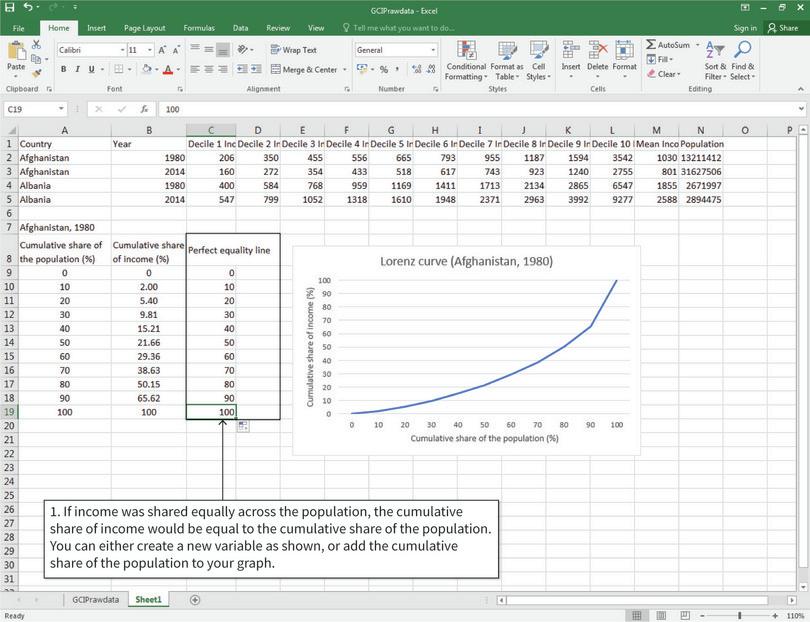 GCIPrawdata - Excel
File Home Insert Page Layout Formulas Data Review View Tell me what you want to do... Sign in Share
Calibri 11 A A Wrap Text General AutoSum
Paste B I U A Merge & Center % , Conditional Formatting Format as Table Cell Styles Insert Delete Format Fill Clear Sort & Filter Find & Select
Clipboard Font Alignment Number Styles Cells Editing
C19 fx 100
A B C D E F G H I J K L M N O P
1 Country Year Decile 1 Inc Decile 2 Ir Decile 3 Ir Decile 4 Ir Decile 5 Ir Decile 6 Ir Decile 7 Ir Decile 8 Ir Decile 9 Ir Decile 10 I Mean Inco Population
2 Afghanistan 1980 206 350 455 556 665 793 955 1187 1594 3542 1030 13211412
3 Afghanistan 2014 160 272 354 433 518 617 743 923 1240 2755 801 31627506
4 Albania 1980 400 584 768 959 1169 1411 1713 2134 2865 6547 1855 2671997
5 Albania 2014 547 799 1052 1318 1610 1948 2371 2963 3992 9277 2588 2894475
6
7 Afghanistan, 1980
Cumulative share of Cumulative share Perfect equality line
8 the population (%) of income (%)
9 0 0 0
10 10 2.00 10
11 20 5.40 20
12 30 9.81 30
13 40 15.21 40
14 50 21.66 50
15 60 29.36 60
16 70 38.63 70
17 80 50.15 80
18 90 65.62 90
19 100 100 100
20
21
22
23
24
25
26
27
28
29
30
31
Lorenz curve (Afghanistan, 1980)
Cumulative share of income (%)
100
90
80
70
60
50
40
30
20
10
0
0 10 20 30 40 50 60 70 80 90 100
Cumulative share of the population (%)
1. If income was shared equally across the population, the cumulative
share of income would be equal to the cumulative share of the population.
You can either create a new variable as shown, or add the cumulative
share of the population to your graph.
GCIPrawdata Sheet1
Ready 110%